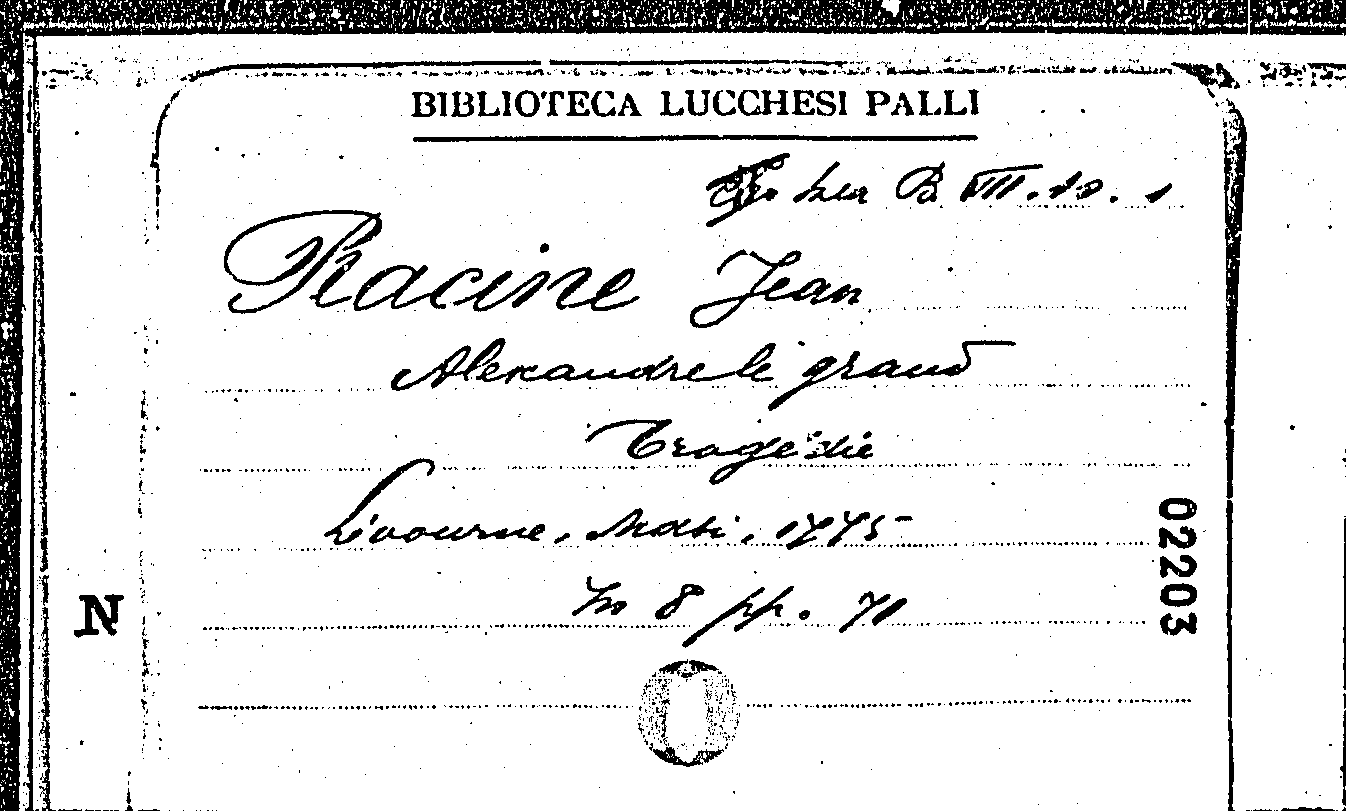 BIBLIOTECA LUCCHESI PALLI
B VIII. 10. 1
Racine Jean
Alexandre le grand
Tragédie
Livourne, Masi, 1775
In 8 pp. 71
02203
N